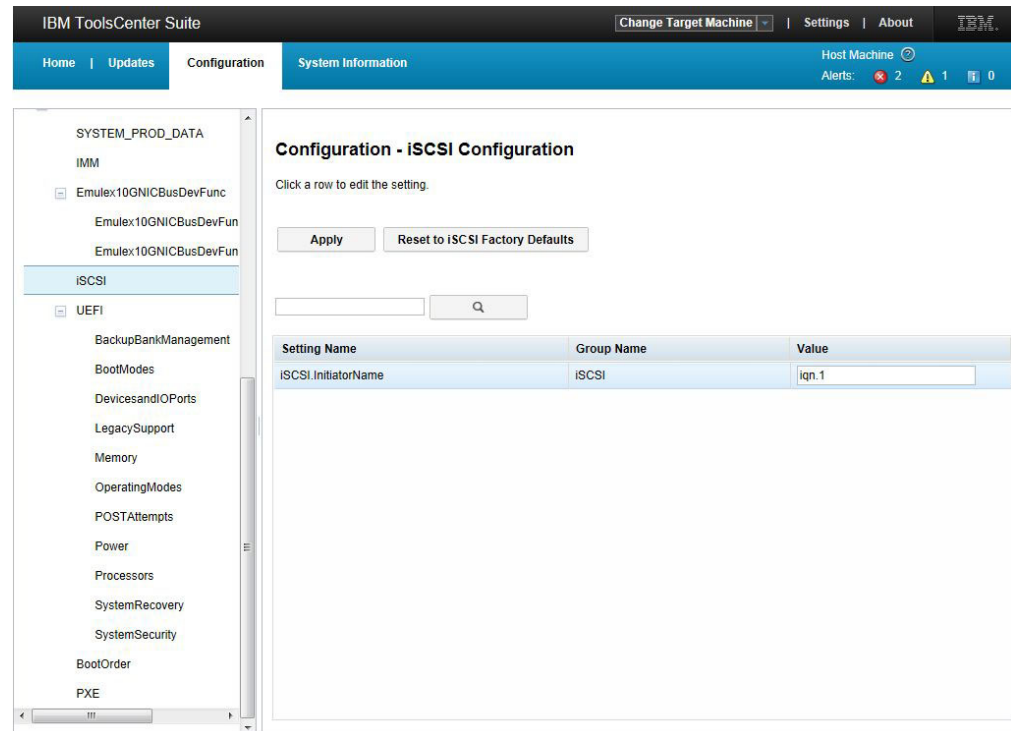 IBM ToolsCenter Suite
Change Target Machine | Settings | About
IBM.
Home | Updates Configuration System Information
Host Machine
Alerts: 2 1 0
SYSTEM_PROD_DATA
IMM
Emulex10GNICBusDevFunc
Emulex10GNICBusDevFun
Emulex10GNICBusDevFun
iSCSI
UEFI
BackupBankManagement
BootModes
DevicesandIOPorts
LegacySupport
Memory
OperatingModes
POSTAttempts
Power
Processors
SystemRecovery
SystemSecurity
BootOrder
PXE
Configuration - iSCSI Configuration
Click a row to edit the setting.
Apply Reset to iSCSI Factory Defaults
Setting Name Group Name Value
iSCSI.InitiatorName iSCSI iqn.1